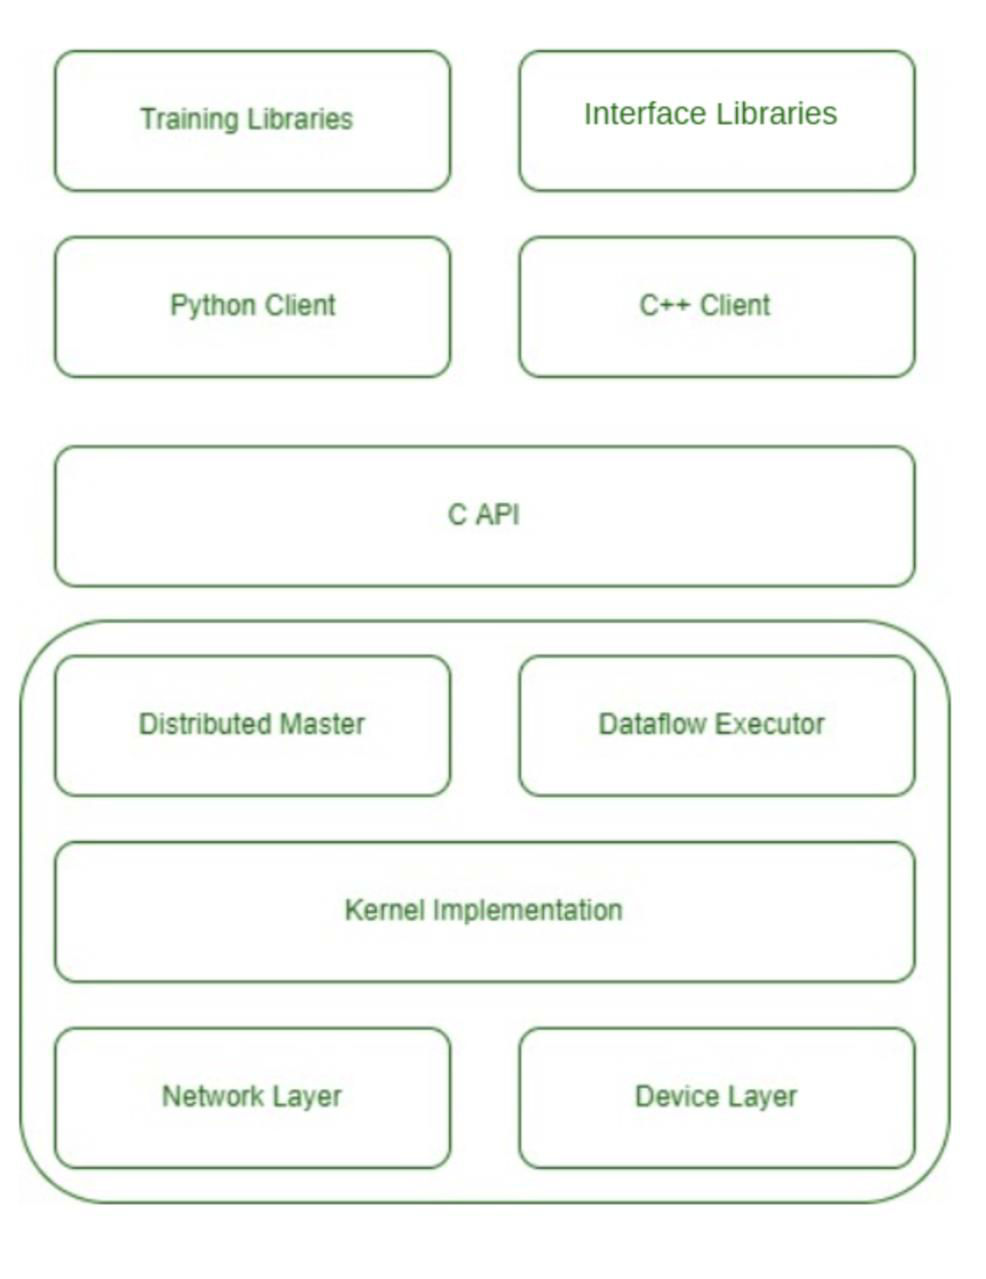 Training Libraries
Interface Libraries
Python Client
C++ Client
C API
Distributed Master
Dataflow Executor
Kernel Implementation
Network Layer
Device Layer